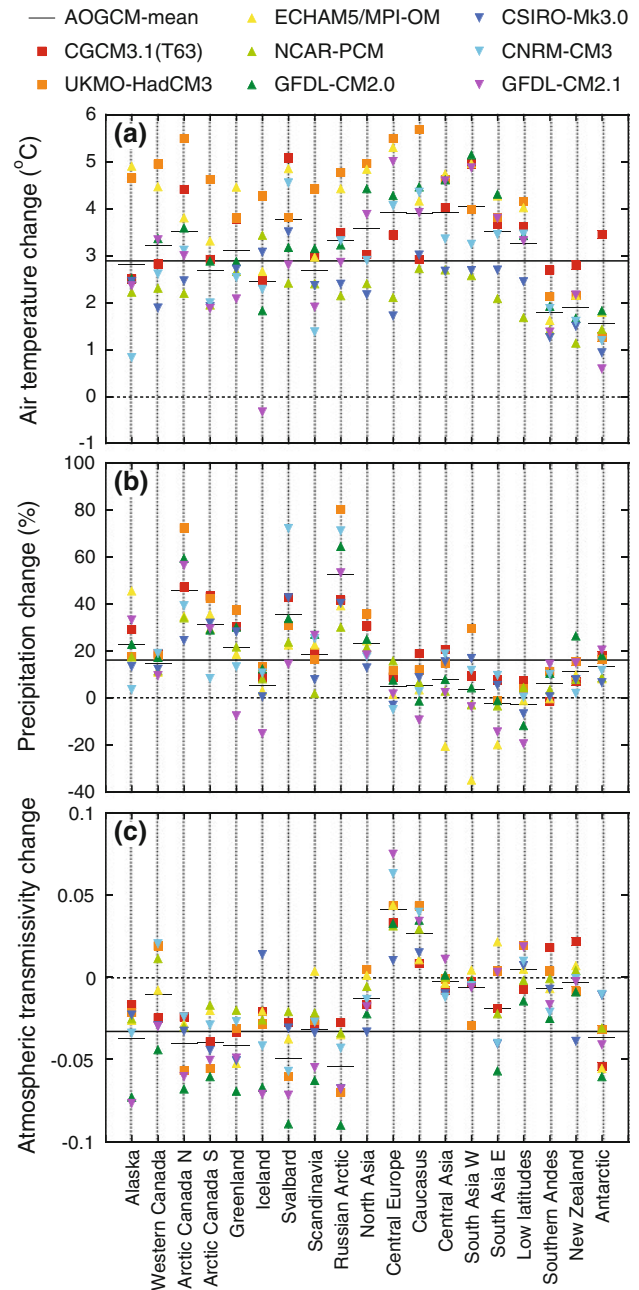 AOGCM-mean
ECHAM5/MPI-OM
CSIRO-Mk3.0
CGCM3.1(T63)
NCAR-PCM
CNRM-CM3
UKMO-HadCM3
GFDL-CM2.0
GFDL-CM2.1
(a)
Air temperature change (°C)
6
5
4
3
2
1
0
-1
(b)
Precipitation change (%)
100
80
60
40
20
0
-20
-40
(c)
Atmospheric transmissivity change
0.1
0.05
0
-0.05
-0.1
Alaska
Western Canada
Arctic Canada N
Arctic Canada S
Greenland
Iceland
Svalbard
Scandinavia
Russian Arctic
North Asia
Central Europe
Caucasus
Central Asia
South Asia W
South Asia E
Low latitudes
Southern Andes
New Zealand
Antarctic